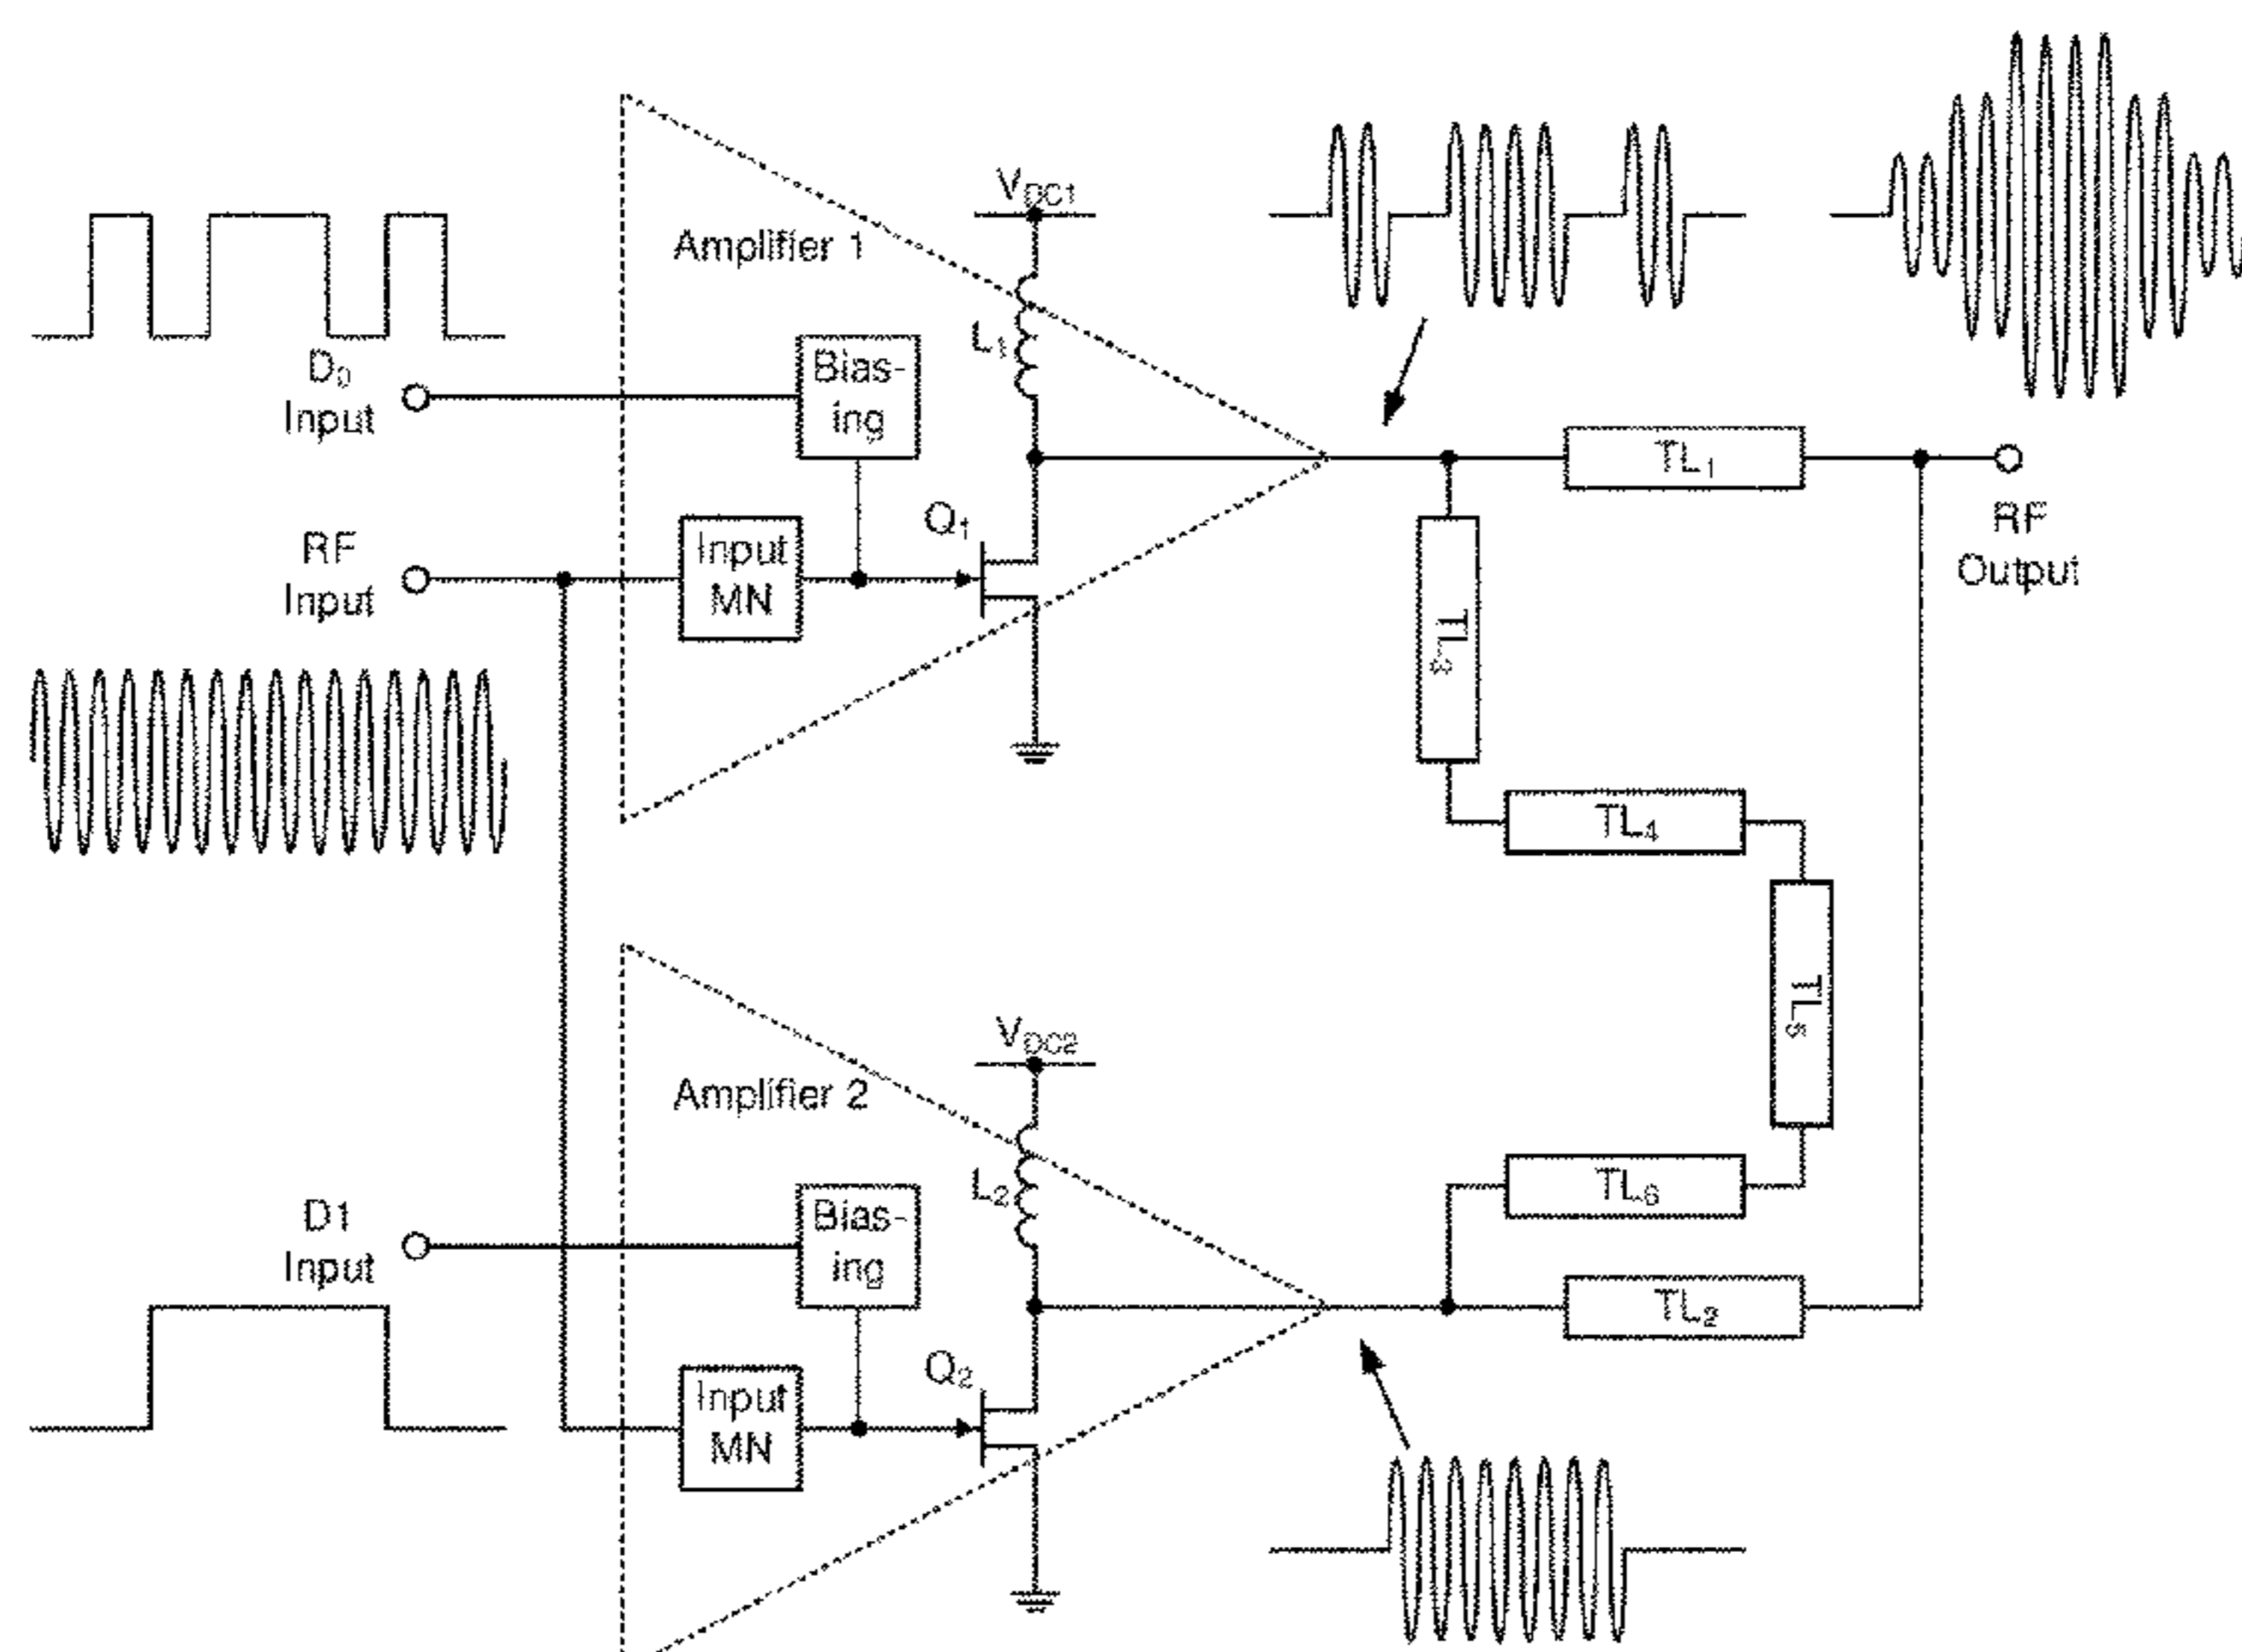 V_DC1
Amplifier 1
L₁
D₀
Input
Bias-
ing
TL₁
Q₁
RF
Input
Input
MN
RF
Output
TL₃
TL₄
V_DC2
TL₅
Amplifier 2
L₂
TL₆
D1
Input
Bias-
ing
TL₂
Q₂
Input
MN